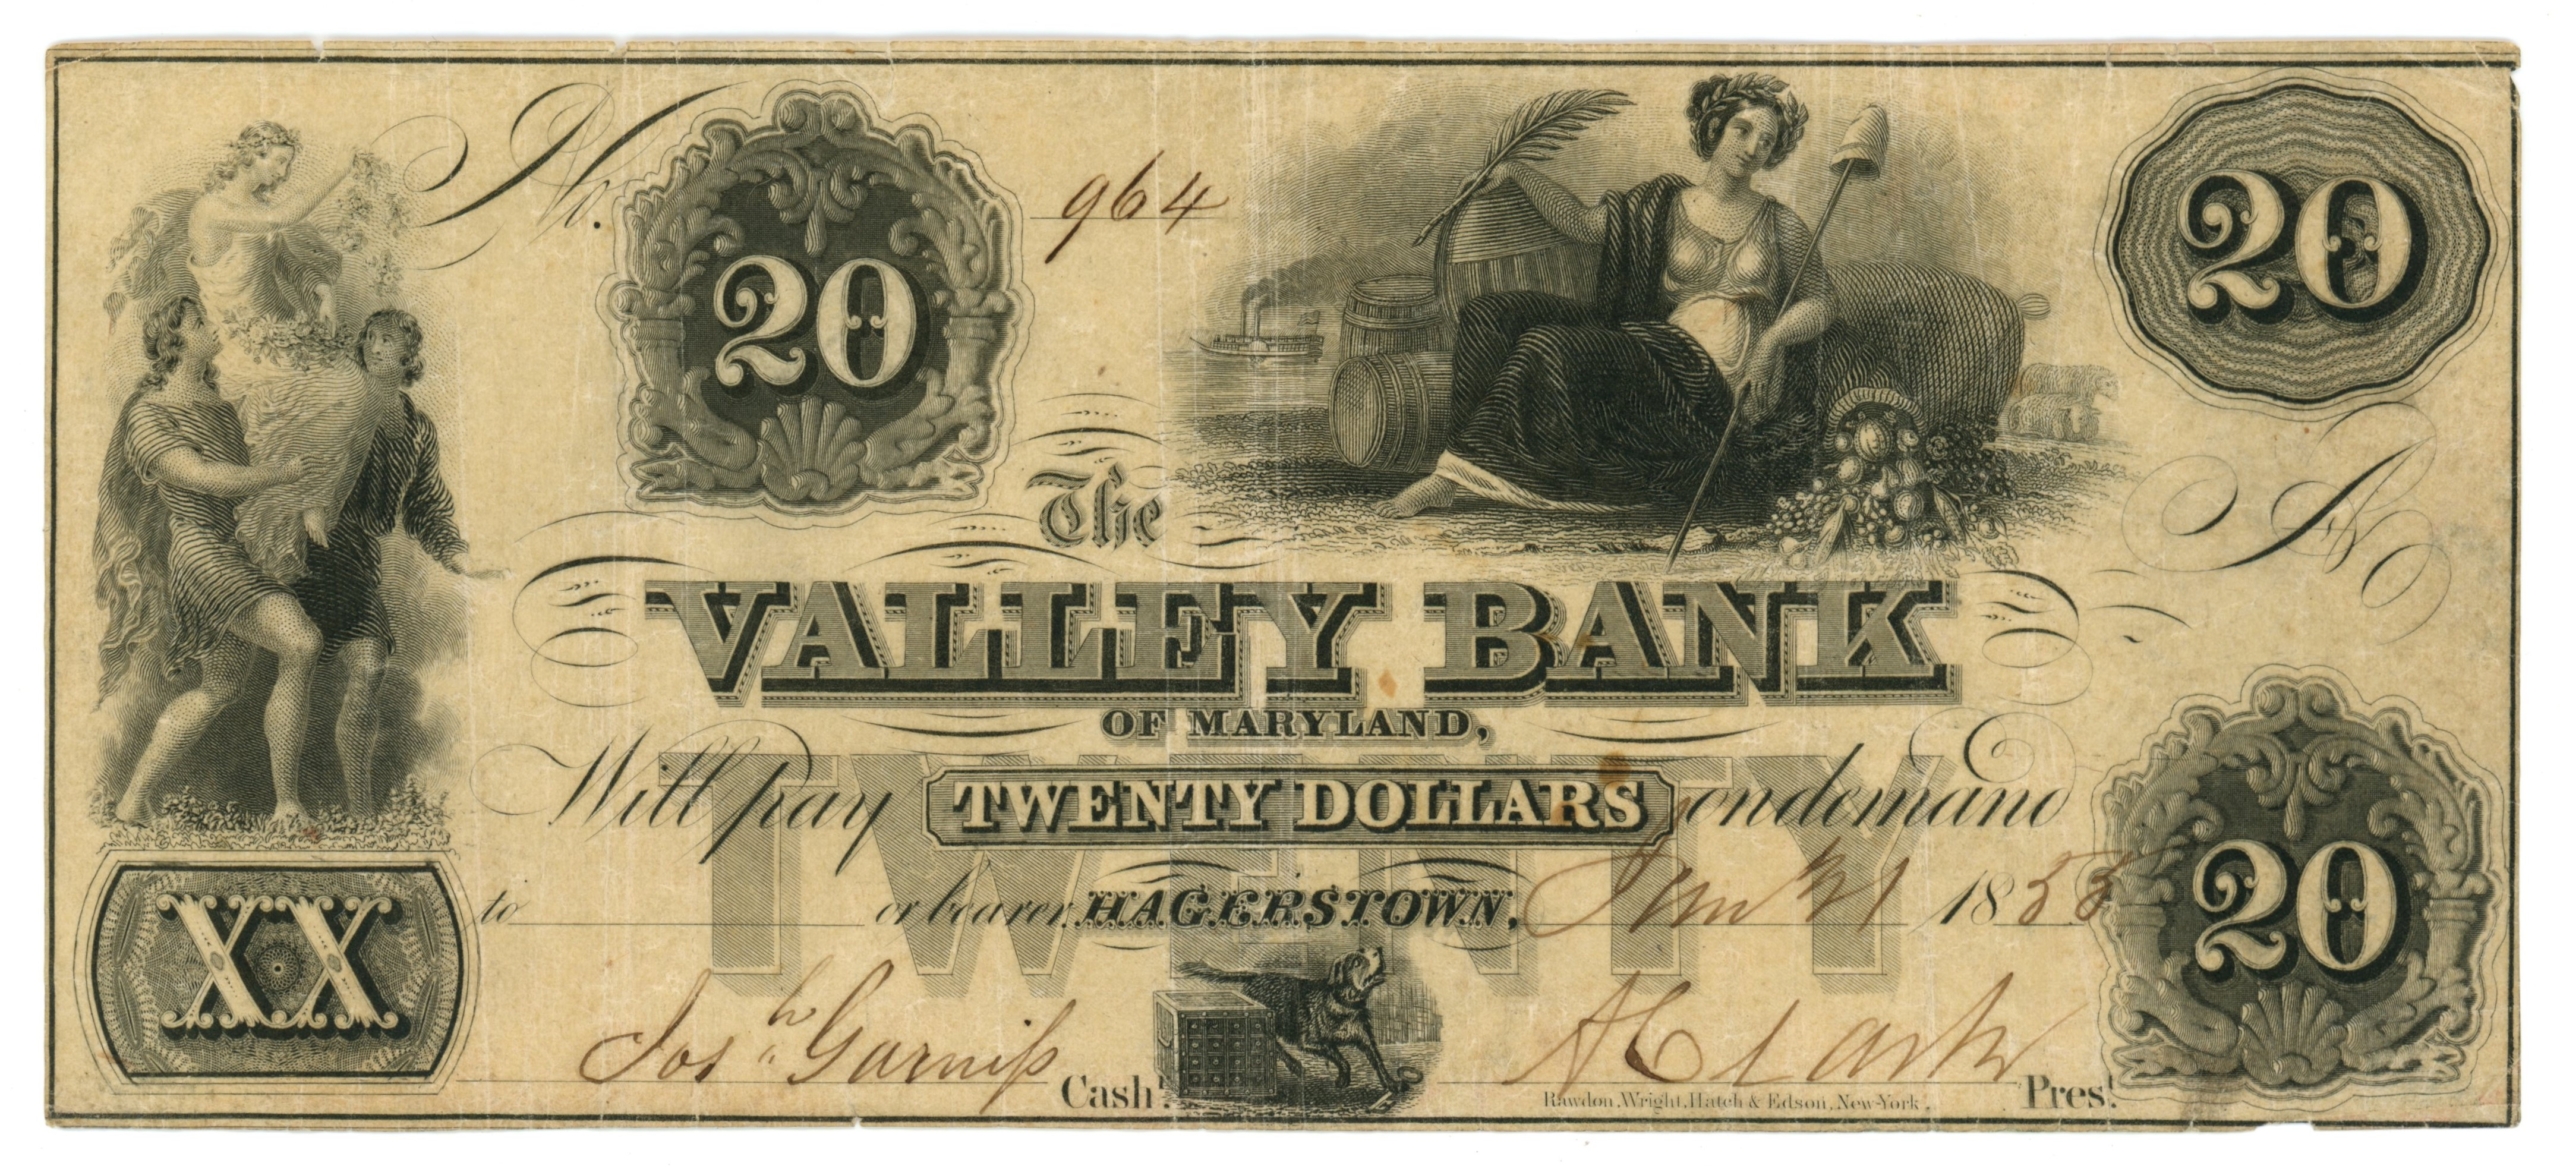 No. 964
20
20
A
The
VALLEY BANK
OF MARYLAND,
TWENTY
Will pay TWENTY DOLLARS on demand
to or bearer HAGERSTOWN, 1855
XX
20
Cash.r
Pres.t
Rawdon, Wright, Hatch & Edson, New-York.